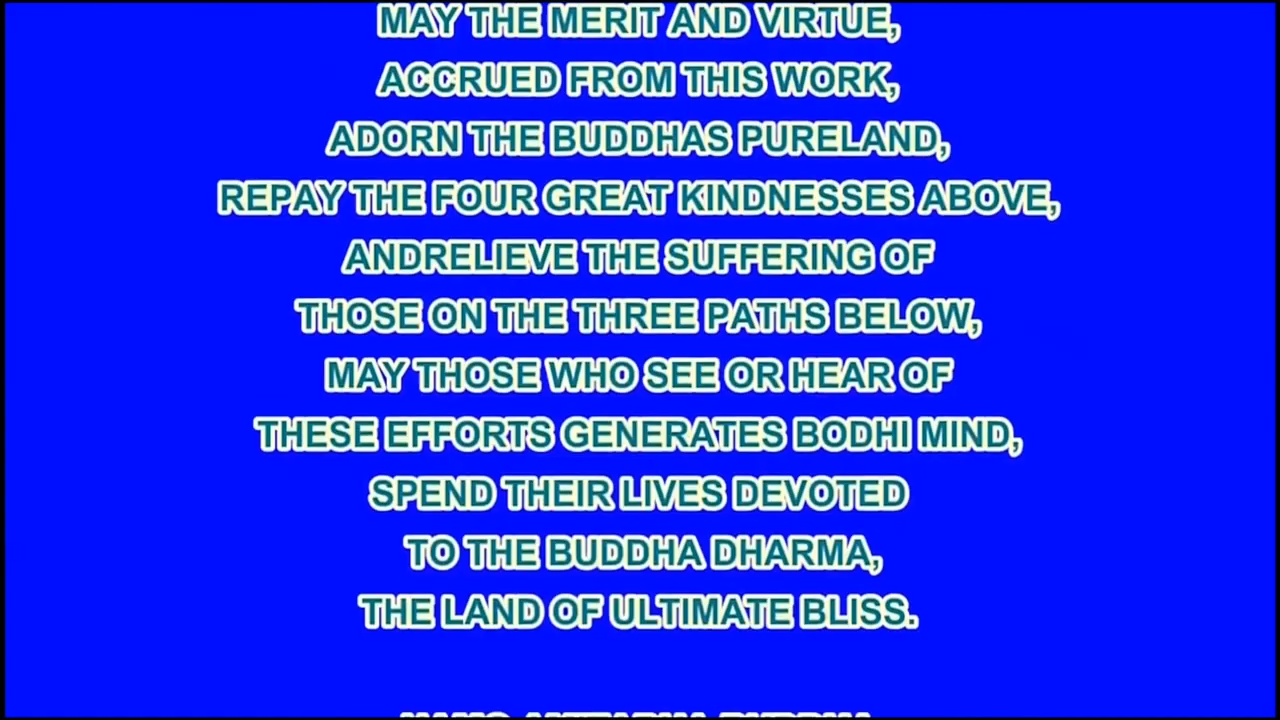 MAY THE MERIT AND VIRTUE,
ACCRUED FROM THIS WORK,
ADORN THE BUDDHAS PURELAND,
REPAY THE FOUR GREAT KINDNESSES ABOVE,
ANDRELIEVE THE SUFFERING OF
THOSE ON THE THREE PATHS BELOW,
MAY THOSE WHO SEE OR HEAR OF
THESE EFFORTS GENERATES BODHI MIND,
SPEND THEIR LIVES DEVOTED
TO THE BUDDHA DHARMA,
THE LAND OF ULTIMATE BLISS.